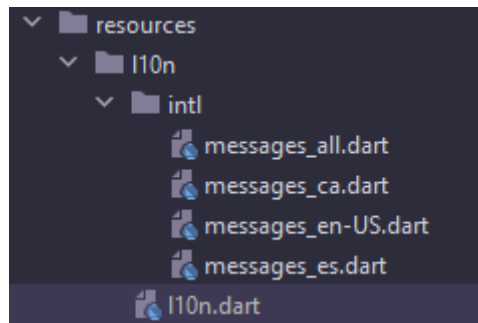 resources
l10n
intl
messages_all.dart
messages_ca.dart
messages_en-US.dart
messages_es.dart
l10n.dart